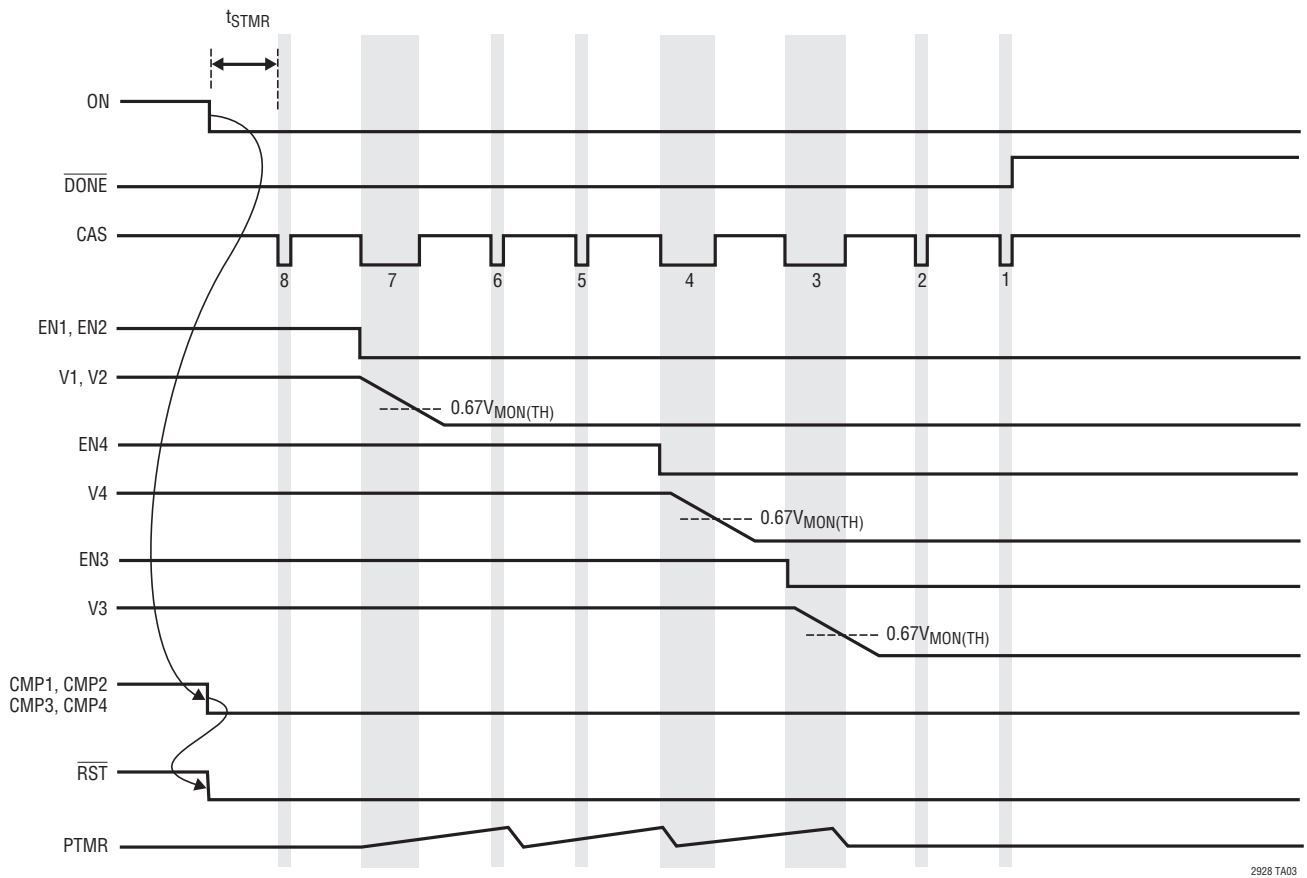 tSTMR
ON
DONE
CAS
8 7 6 5 4 3 2 1
EN1, EN2
V1, V2
0.67VMON(TH)
EN4
V4
0.67VMON(TH)
EN3
V3
0.67VMON(TH)
CMP1, CMP2
CMP3, CMP4
RST
PTMR
2928 TA03